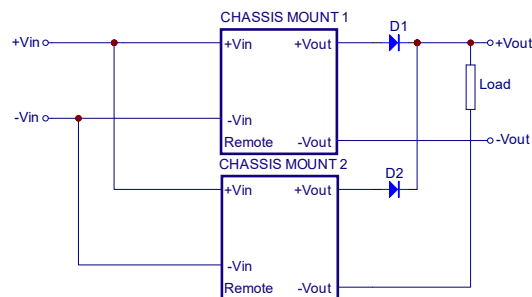 CHASSIS MOUNT 1
D1
+Vin
+Vin
+Vout
+Vout
Load
-Vin
-Vin
Remote
-Vout
-Vout
CHASSIS MOUNT 2
D2
+Vin
+Vout
-Vin
Remote
-Vout